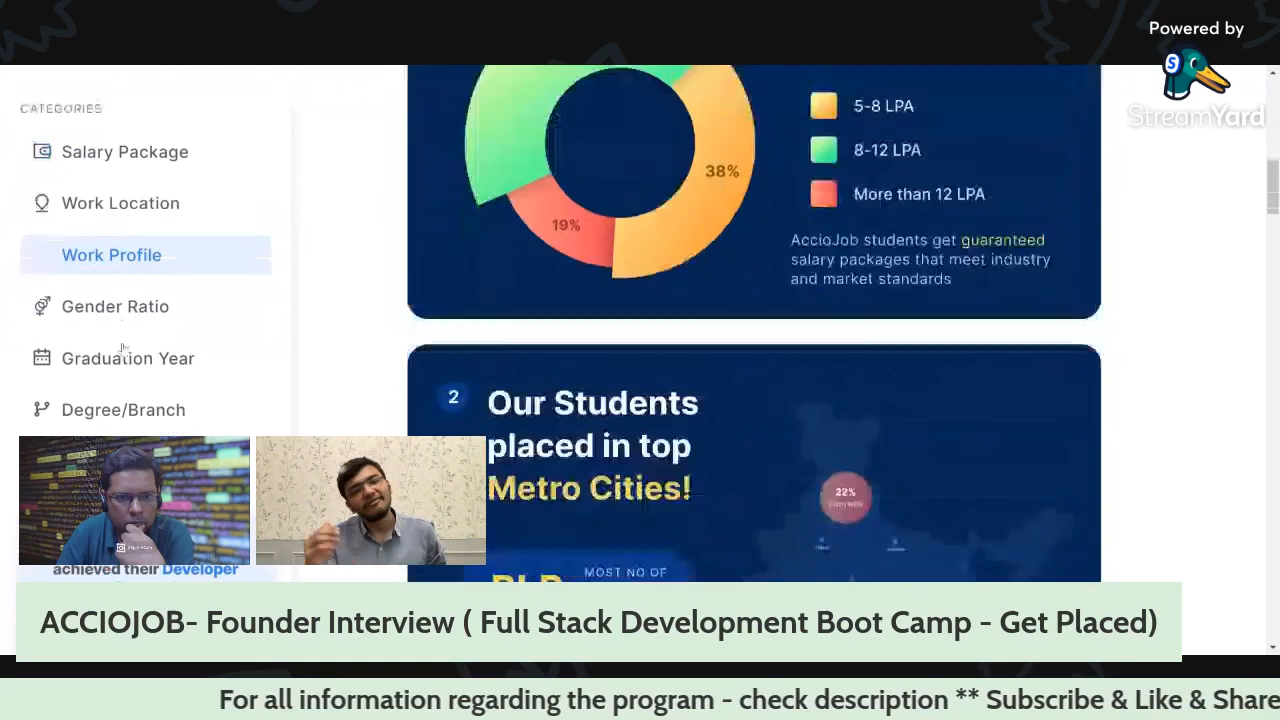 Powered by
StreamYard
CATEGORIES
Salary Package
Work Location
Work Profile
Gender Ratio
Graduation Year
Degree/Branch
achieved their Developer
38%
19%
5-8 LPA
8-12 LPA
More than 12 LPA
AccioJob students get guaranteed
salary packages that meet industry
and market standards
2
Our Students
placed in top
Metro Cities!
22%
MOST NO OF
ACCIOJOB- Founder Interview ( Full Stack Development Boot Camp - Get Placed)
For all information regarding the program - check description ** Subscribe & Like & Share